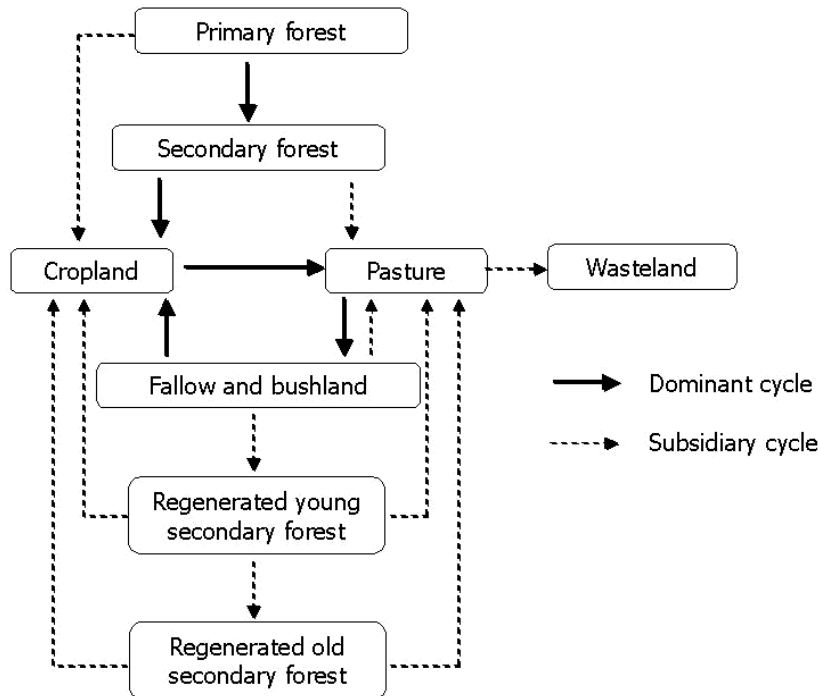 Primary forest
Secondary forest
Cropland
Pasture
Wasteland
Fallow and bushland
Dominant cycle
Subsidiary cycle
Regenerated young
secondary forest
Regenerated old
secondary forest